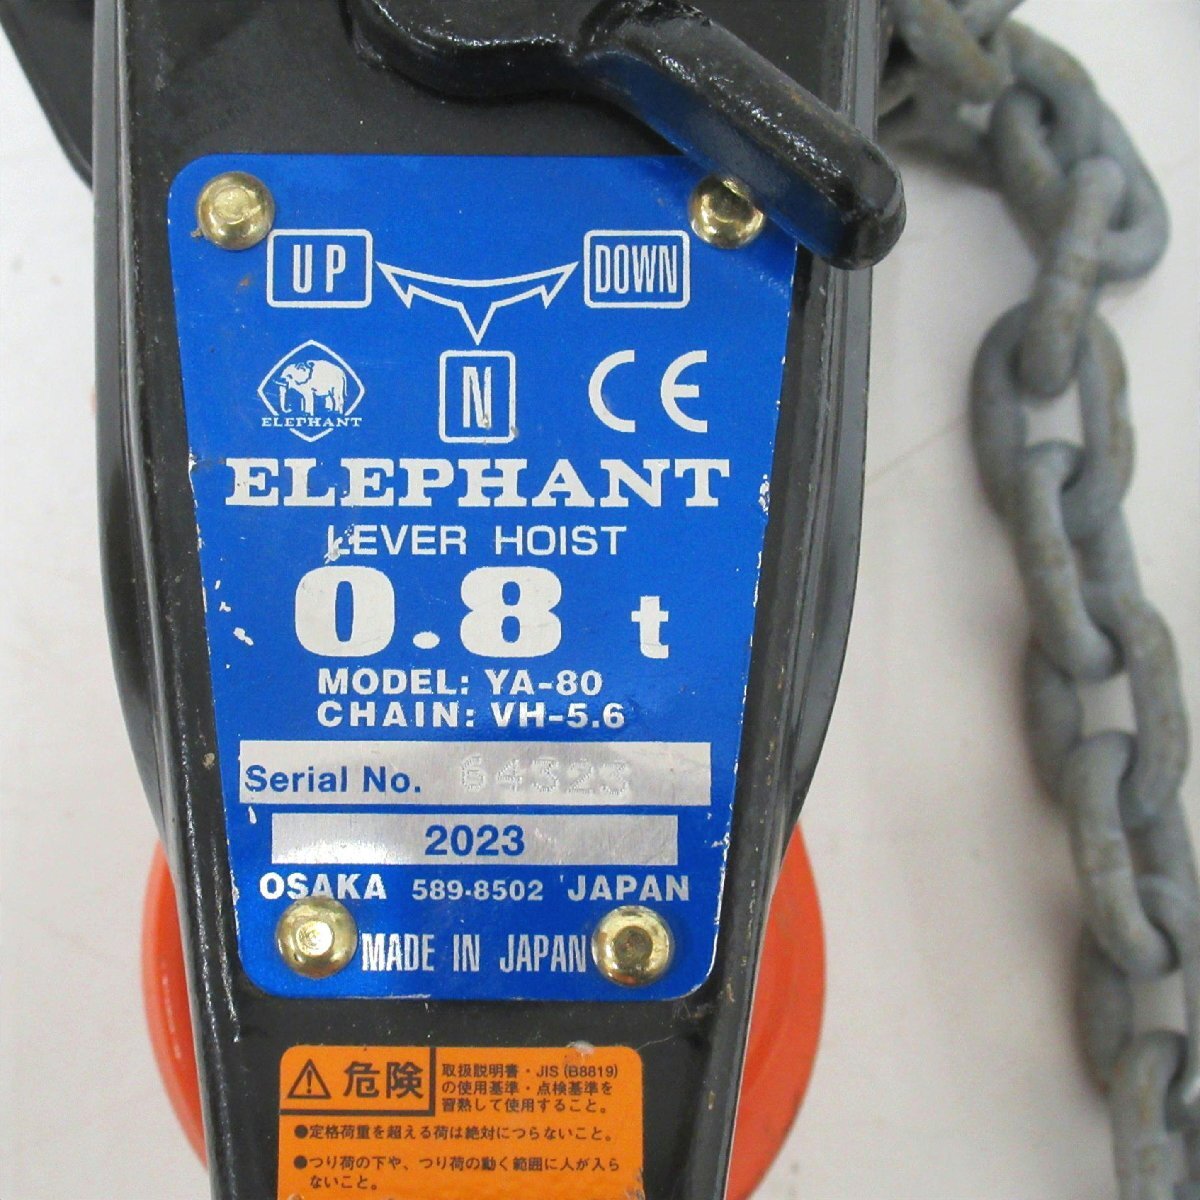 UP
DOWN
N
CE
ELEPHANT
ELEPHANT
LEVER HOIST
0.8 t
MODEL: YA-80
CHAIN: VH-5.6
Serial No. 64323
2023
OSAKA 589-8502 JAPAN
MADE IN JAPAN
⚠危険
取扱説明書・JIS(B8819)
の使用基準・点検基準を
習熟して使用すること。
●定格荷重を超える荷は絶対につらないこと。
●つり荷の下や、つり荷の動く範囲に人が入ら
ないこと。